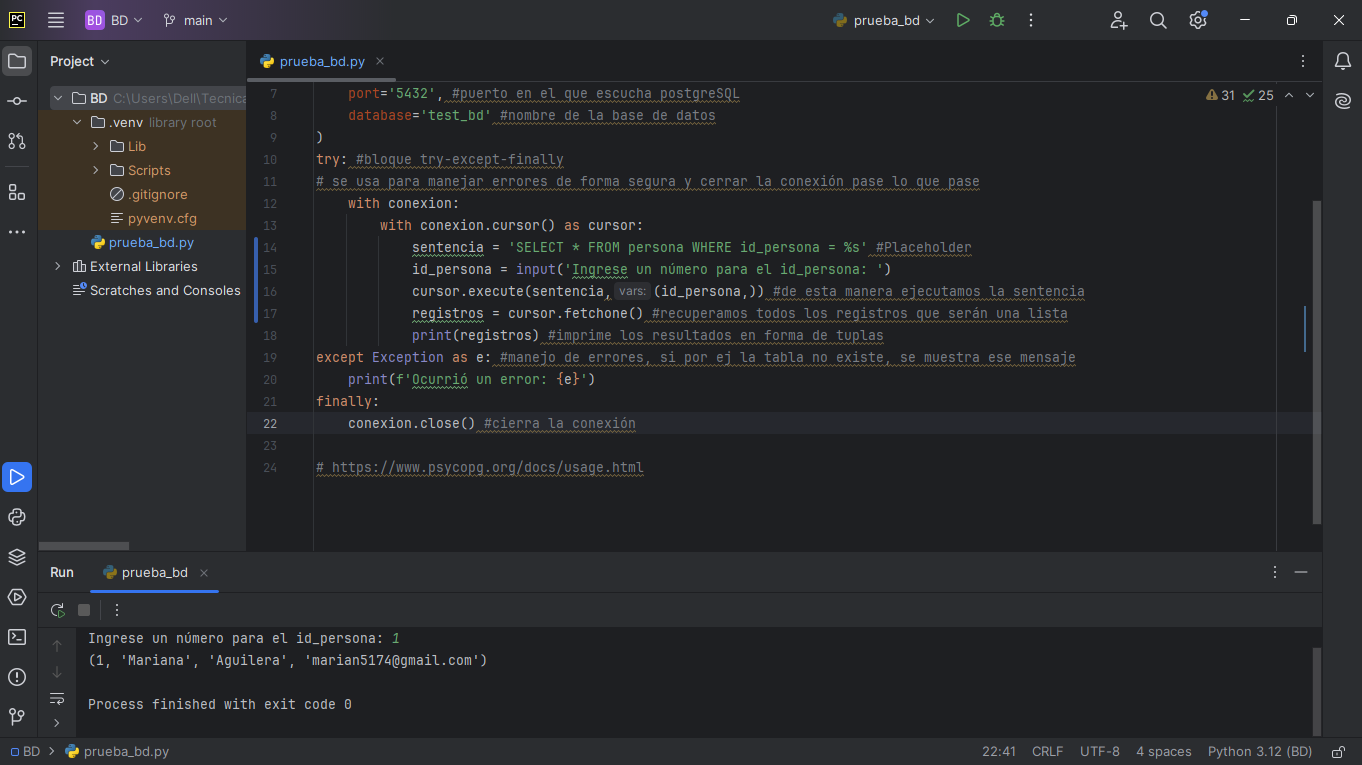 PC
BD BD main prueba_bd
Project
prueba_bd.py
BD C:\Users\Dell\Tecnica
.venv library root
Lib
Scripts
.gitignore
pyvenv.cfg
prueba_bd.py
External Libraries
Scratches and Consoles
31 25
7 port='5432', #puerto en el que escucha postgreSQL
8 database='test_bd' #nombre de la base de datos
9 )
10 try: #bloque try-except-finally
11 # se usa para manejar errores de forma segura y cerrar la conexión pase lo que pase
12 with conexion:
13 with conexion.cursor() as cursor:
14 sentencia = 'SELECT * FROM persona WHERE id_persona = %s' #Placeholder
15 id_persona = input('Ingrese un número para el id_persona: ')
16 cursor.execute(sentencia, vars: (id_persona,)) #de esta manera ejecutamos la sentencia
17 registros = cursor.fetchone() #recuperamos todos los registros que serán una lista
18 print(registros) #imprime los resultados en forma de tuplas
19 except Exception as e: #manejo de errores, si por ej la tabla no existe, se muestra ese mensaje
20 print(f'Ocurrió un error: {e}')
21 finally:
22 conexion.close() #cierra la conexión
23
24 # https://www.psycopg.org/docs/usage.html
Run prueba_bd
Ingrese un número para el id_persona: 1
(1, 'Mariana', 'Aguilera', 'marian5174@gmail.com')
Process finished with exit code 0
BD prueba_bd.py 22:41 CRLF UTF-8 4 spaces Python 3.12 (BD)